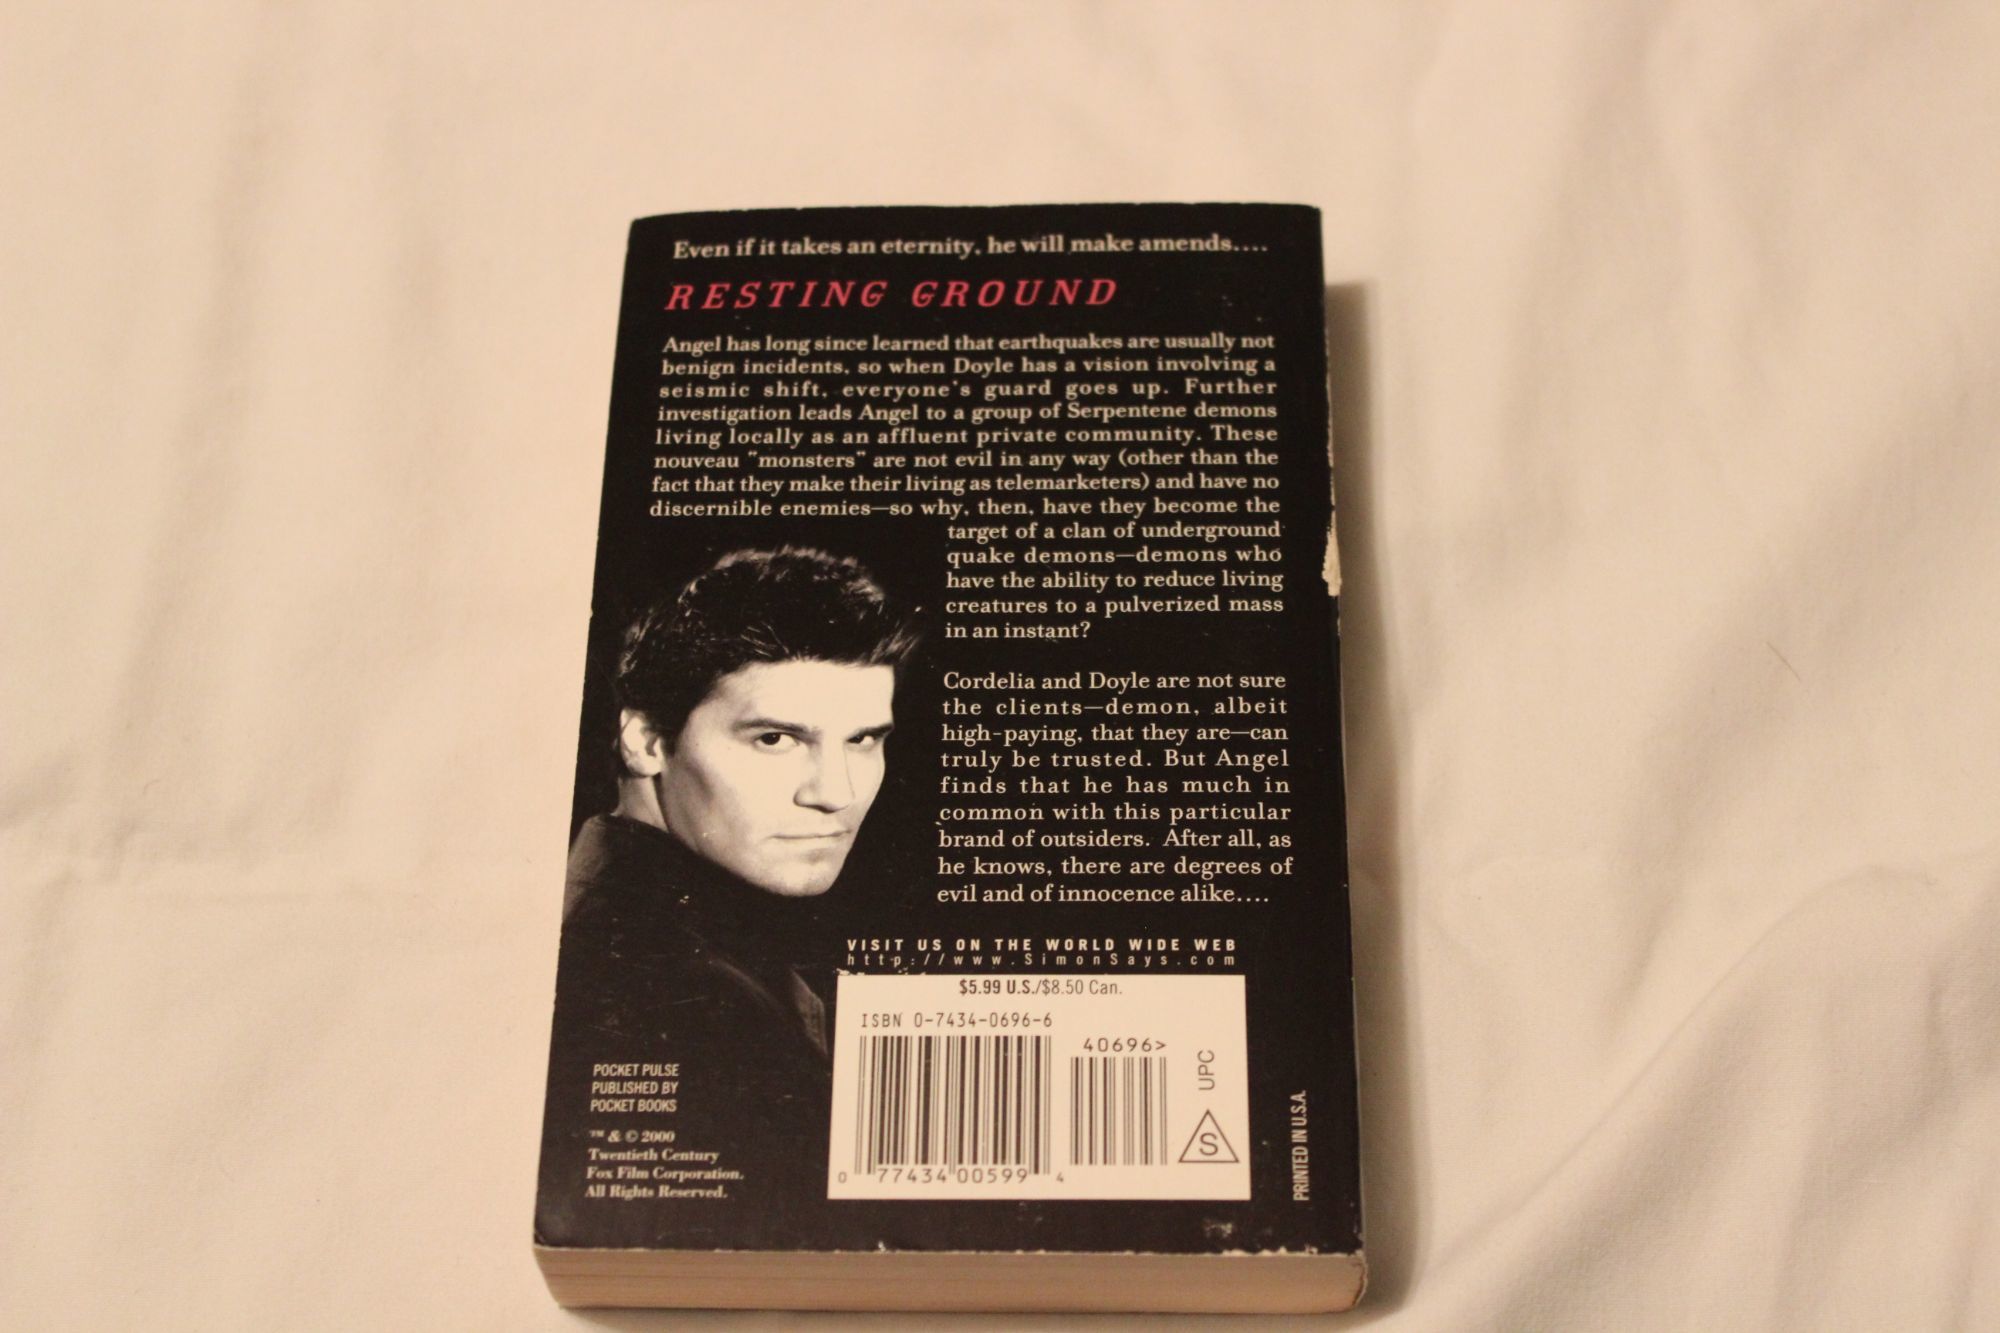 Even if it takes an eternity, he will make amends....
RESTING GROUND
Angel has long since learned that earthquakes are usually not
benign incidents, so when Doyle has a vision involving a
seismic shift, everyone's guard goes up. Further
investigation leads Angel to a group of Serpentene demons
living locally as an affluent private community. These
nouveau "monsters" are not evil in any way (other than the
fact that they make their living as telemarketers) and have no
discernible enemies—so why, then, have they become the
target of a clan of underground
quake demons—demons who
have the ability to reduce living
creatures to a pulverized mass
in an instant?
Cordelia and Doyle are not sure
the clients—demon, albeit
high-paying, that they are—can
truly be trusted. But Angel
finds that he has much in
common with this particular
brand of outsiders. After all, as
he knows, there are degrees of
evil and of innocence alike....
VISIT US ON THE WORLD WIDE WEB
http://www.SimonSays.com
$5.99 U.S./$8.50 Can.
ISBN 0-7434-0696-6
40696>
0 77434 00599 4
UPC
S
POCKET PULSE
PUBLISHED BY
POCKET BOOKS
™ & © 2000
Twentieth Century
Fox Film Corporation.
All Rights Reserved.
PRINTED IN U.S.A.